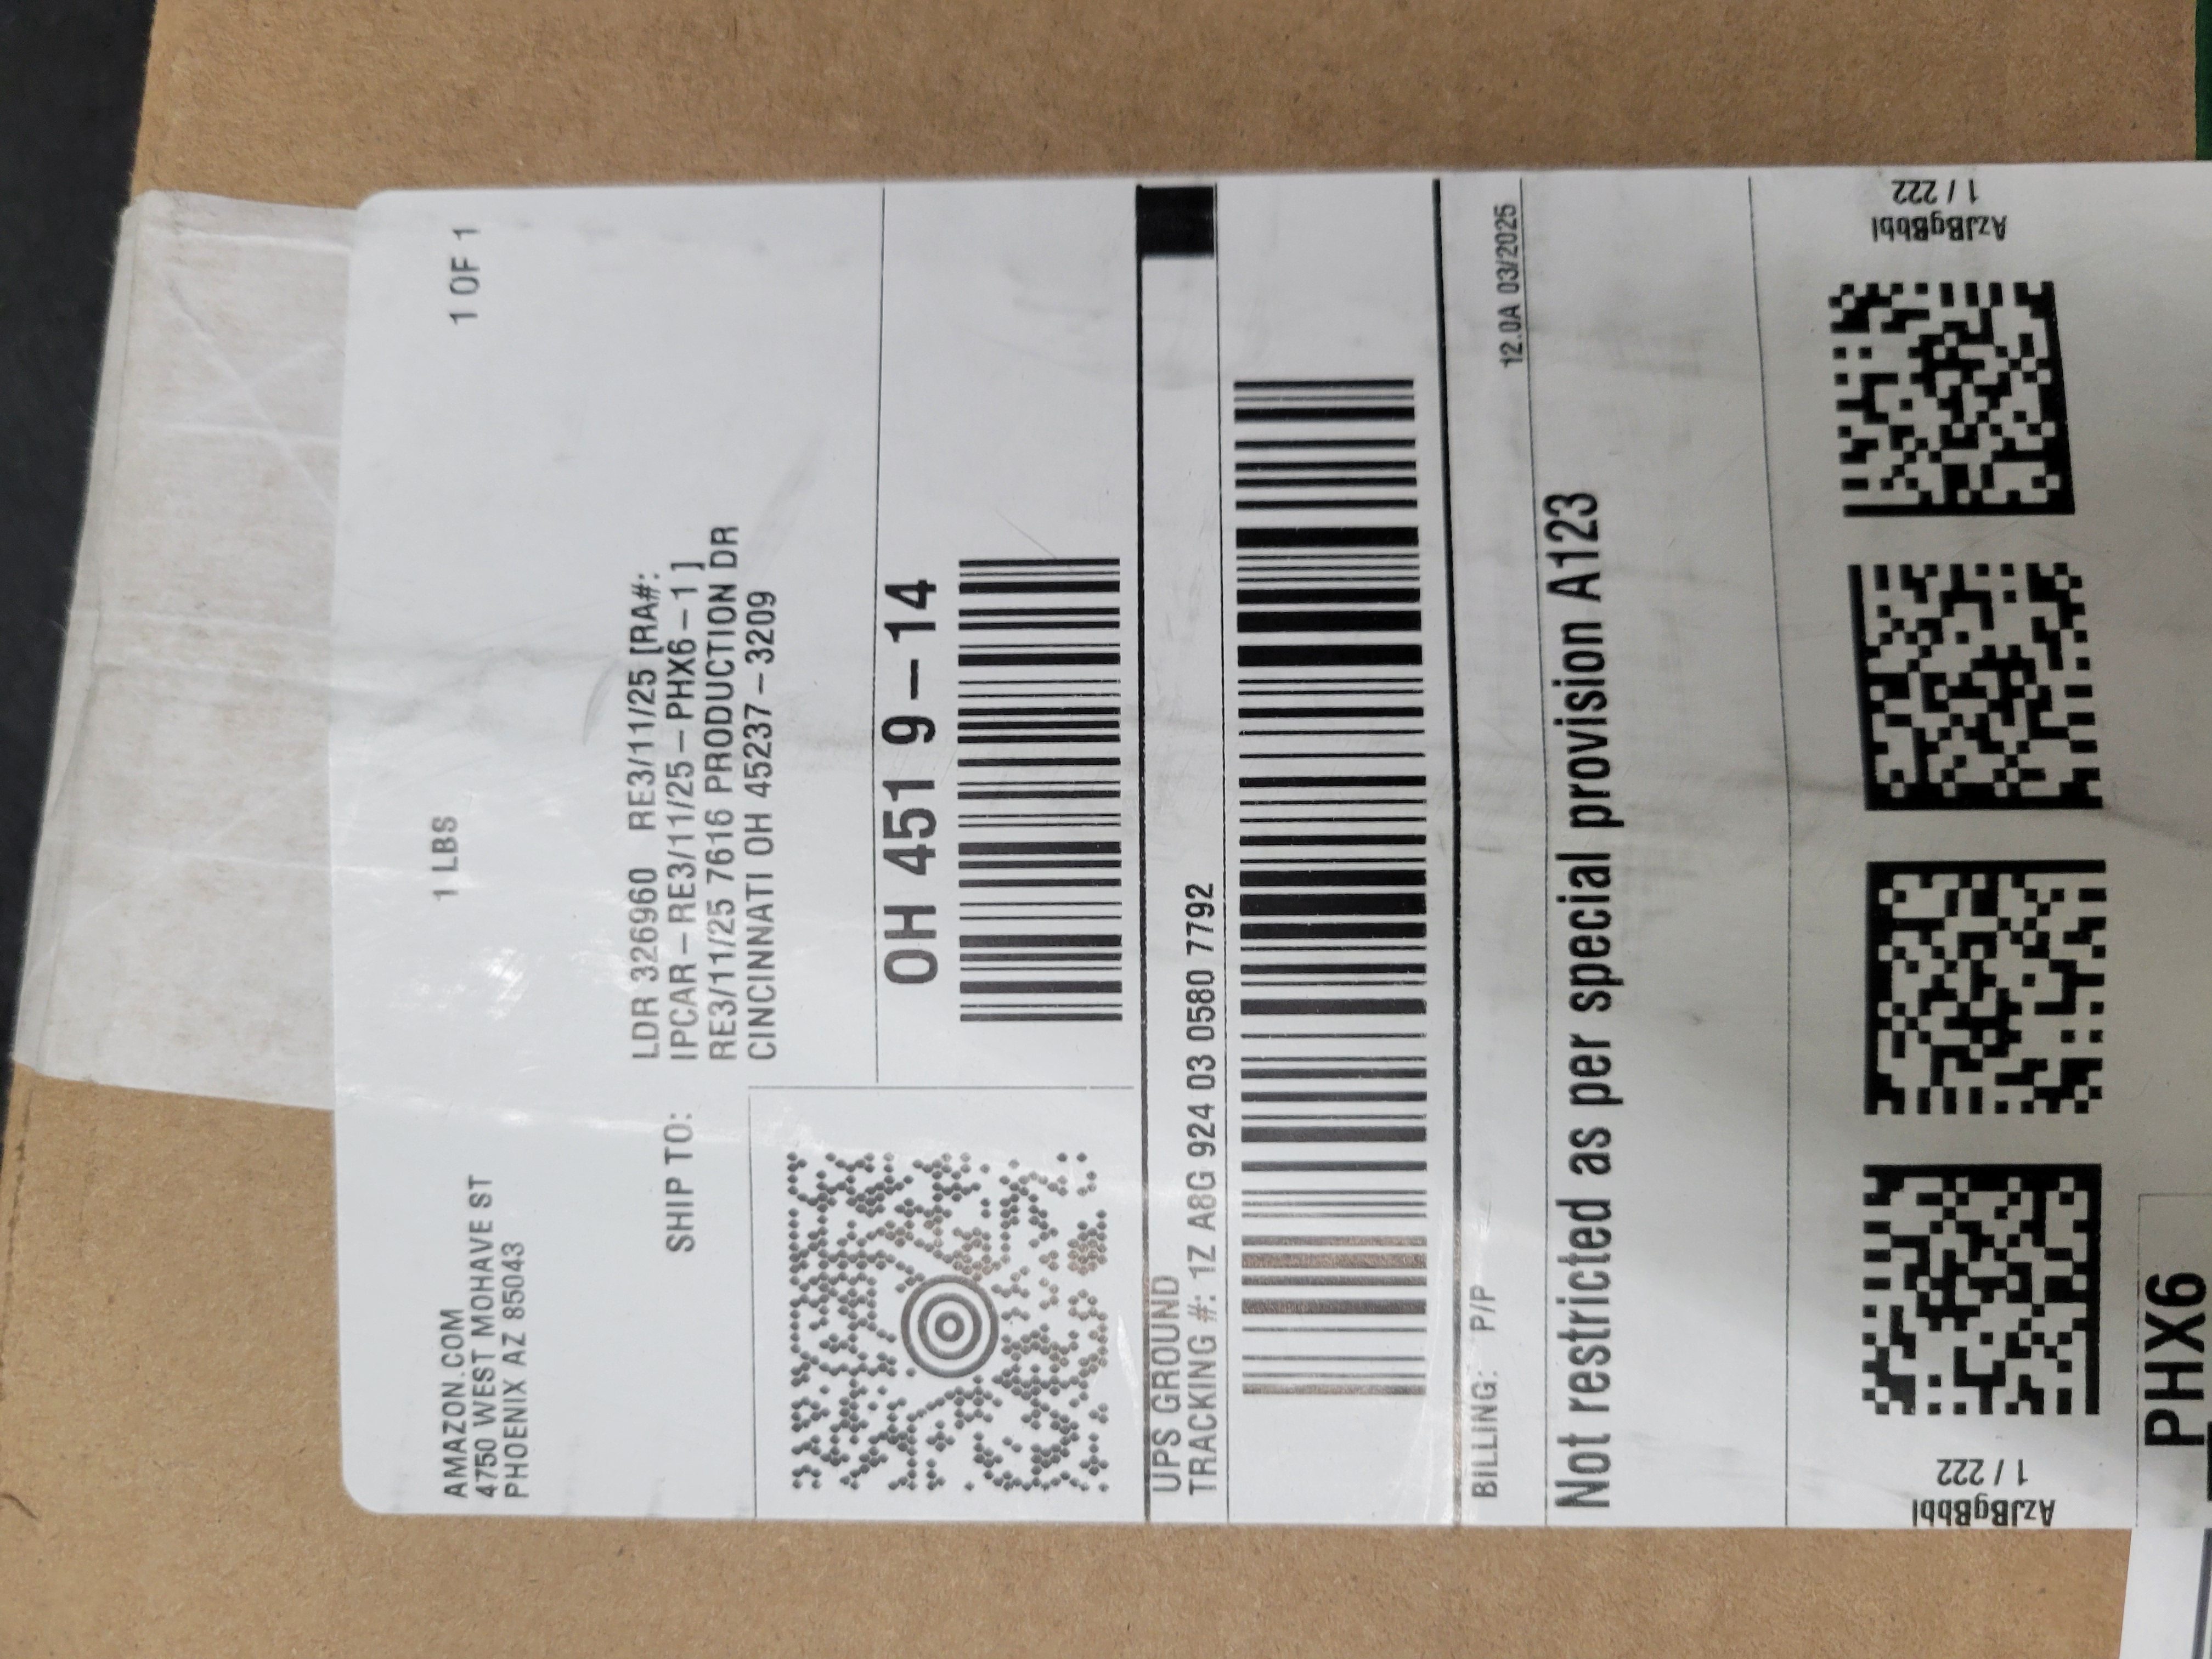 AMAZON.COM
4750 WEST MOHAVE ST
PHOENIX AZ 85043
1 LBS
1 OF 1
SHIP TO:
LDR 326960 RE3/11/25 [RA#:
IPCAR-RE3/11/25-PHX6-1]
RE3/11/25 7616 PRODUCTION DR
CINCINNATI OH 45237-3209
OH 451 9-14
UPS GROUND
TRACKING #: 1Z A8G 924 03 0580 7792
BILLING: P/P
12.0A 03/2025
Not restricted as per special provision A123
AzJBgBbbl
1 / 222
AzJBgBbbl
1 / 222
PHX6